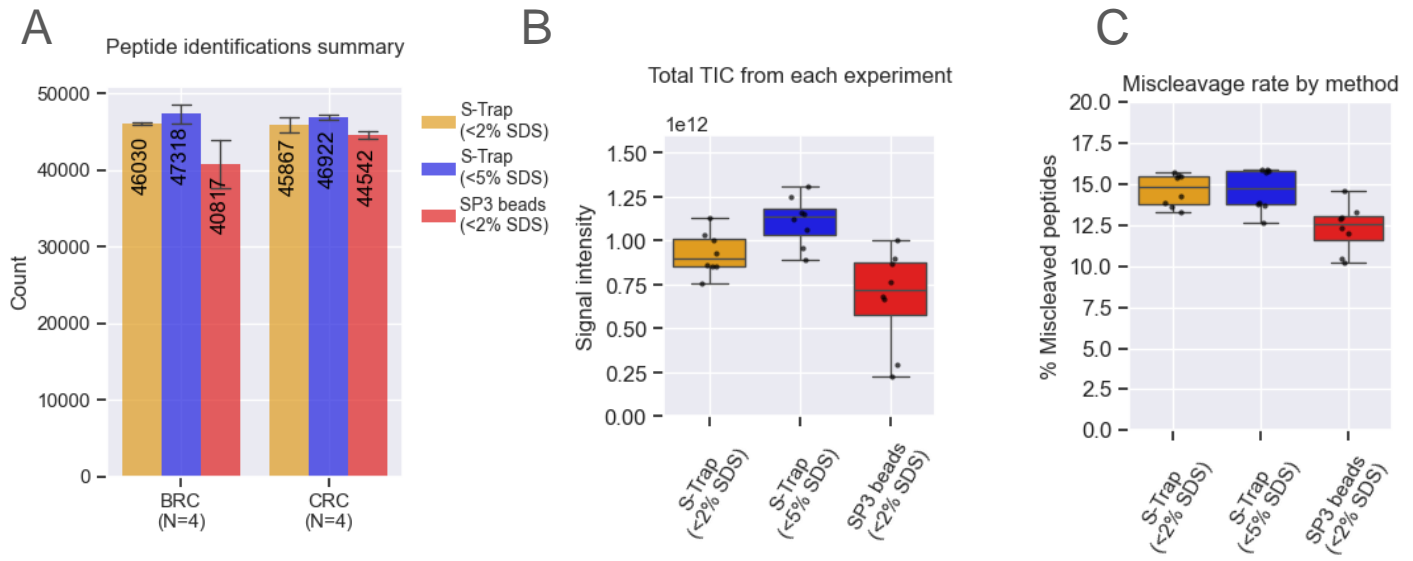 A
Peptide identifications summary
50000
40000
30000
20000
10000
0
Count
46030
47318
40817
45867
46922
44542
BRC
(N=4)
CRC
(N=4)
S-Trap
(<2% SDS)
S-Trap
(<5% SDS)
SP3 beads
(<2% SDS)
B
Total TIC from each experiment
1e12
1.50
1.25
1.00
0.75
0.50
0.25
0.00
Signal intensity
S-Trap
(<2% SDS)
S-Trap
(<5% SDS)
SP3 beads
(<2% SDS)
C
Miscleavage rate by method
20.0
17.5
15.0
12.5
10.0
7.5
5.0
2.5
0.0
% Miscleaved peptides
S-Trap
(<2% SDS)
S-Trap
(<5% SDS)
SP3 beads
(<2% SDS)